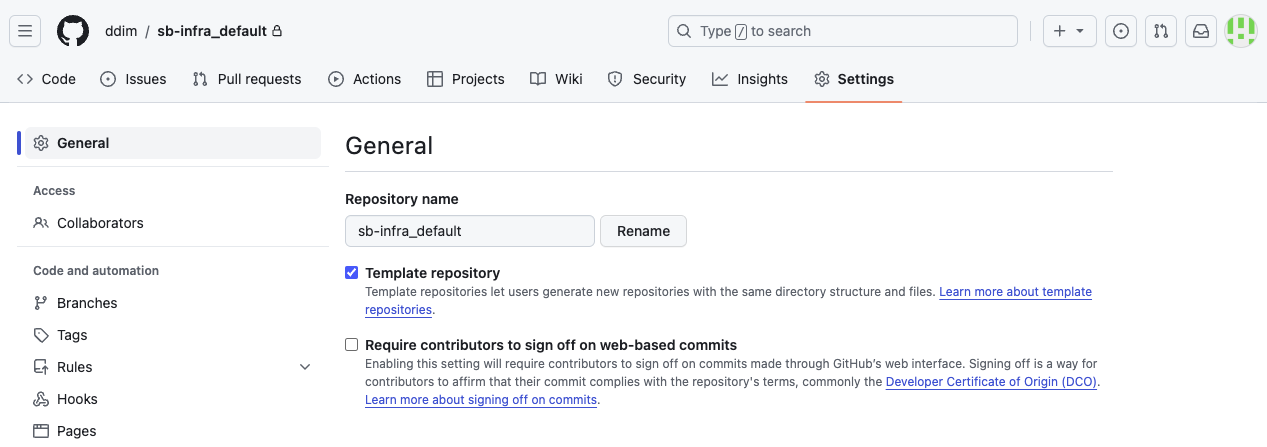 ddim / sb-infra_default
Type / to search
Code Issues Pull requests Actions Projects Wiki Security Insights Settings
General
Access
Collaborators
Code and automation
Branches
Tags
Rules
Hooks
Pages
General
Repository name
sb-infra_default Rename
Template repository
Template repositories let users generate new repositories with the same directory structure and files. Learn more about template
repositories.
Require contributors to sign off on web-based commits
Enabling this setting will require contributors to sign off on commits made through GitHub's web interface. Signing off is a way for
contributors to affirm that their commit complies with the repository's terms, commonly the Developer Certificate of Origin (DCO).
Learn more about signing off on commits.